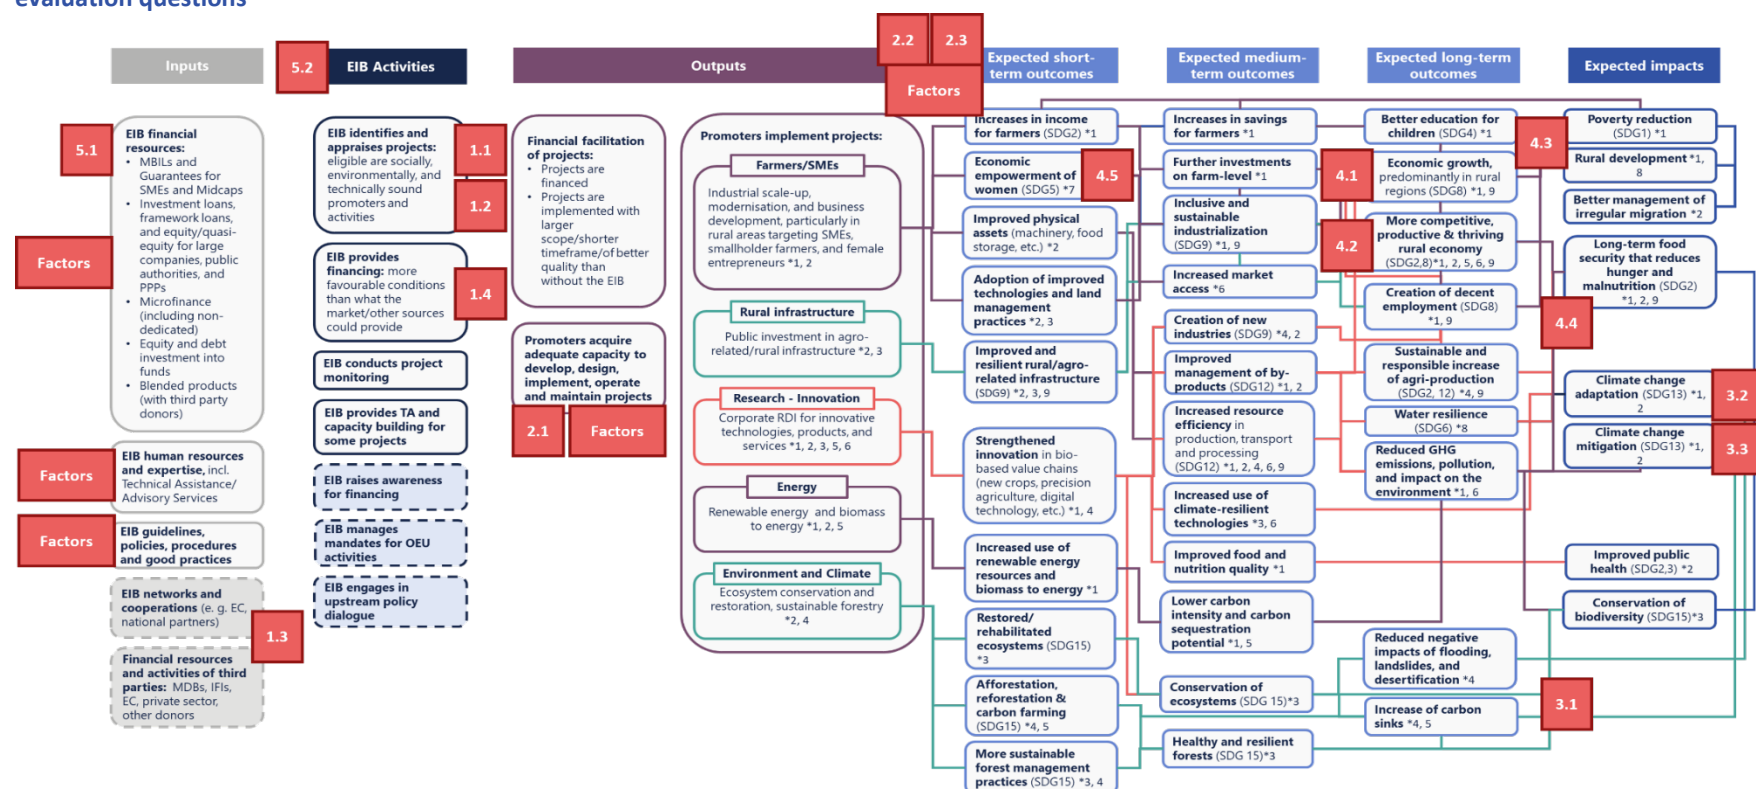 evaluation questions
2.2
2.3
Factors
Inputs
5.2
EIB Activities
Outputs
Expected short-
term outcomes
Expected medium-
term outcomes
Expected long-term
outcomes
Expected impacts
5.1
EIB financial
resources:
• MBILs and
Guarantees for
SMEs and Midcaps
• Investment loans,
framework loans,
and equity/quasi-
equity for large
companies, public
authorities, and
PPPs
• Microfinance
(including non-
dedicated)
• Equity and debt
investment into
funds
• Blended products
(with third party
donors)
Factors
Factors
EIB human resources
and expertise, incl.
Technical Assistance/
Advisory Services
Factors
EIB guidelines,
policies, procedures
and good practices
EIB networks and
cooperations (e. g. EC,
national partners)
1.3
Financial resources
and activities of third
parties: MDBs, IFIs,
EC, private sector,
other donors
EIB identifies and
appraises projects:
eligible are socially,
environmentally, and
technically sound
promoters and
activities
1.1
1.2
EIB provides
financing: more
favourable conditions
than what the
market/other sources
could provide
1.4
EIB conducts project
monitoring
EIB provides TA and
capacity building for
some projects
EIB raises awareness
for financing
EIB manages
mandates for OEU
activities
EIB engages in
upstream policy
dialogue
Financial facilitation
of projects:
• Projects are
financed
• Projects are
implemented with
larger
scope/shorter
timeframe/of better
quality than
without the EIB
Promoters acquire
adequate capacity to
develop, design,
implement, operate
and maintain projects
2.1
Factors
Promoters implement projects:
Farmers/SMEs
Industrial scale-up,
modernisation, and business
development, particularly in
rural areas targeting SMEs,
smallholder farmers, and female
entrepreneurs *1, 2
Rural infrastructure
Public investment in agro-
related/rural infrastructure *2, 3
Research - Innovation
Corporate RDI for innovative
technologies, products, and
services *1, 2, 3, 5, 6
Energy
Renewable energy and biomass
to energy *1, 2, 5
Environment and Climate
Ecosystem conservation and
restoration, sustainable forestry
*2, 4
Increases in income
for farmers (SDG2) *1
Economic
empowerment of
women (SDG5) *7
4.5
Improved physical
assets (machinery, food
storage, etc.) *2
Adoption of improved
technologies and land
management
practices *2, 3
Improved and
resilient rural/agro-
related infrastructure
(SDG9) *2, 3, 9
Strengthened
innovation in bio-
based value chains
(new crops, precision
agriculture, digital
technology, etc.) *1, 4
Increased use of
renewable energy
resources and
biomass to energy *1
Restored/
rehabilitated
ecosystems (SDG15)
*3
Afforestation,
reforestation &
carbon farming
(SDG15) *4, 5
More sustainable
forest management
practices (SDG15) *3, 4
Increases in savings
for farmers *1
Further investments
on farm-level *1
Inclusive and
sustainable
industrialization
(SDG9) *1, 9
Increased market
access *6
Creation of new
industries (SDG9) *4, 2
Improved
management of by-
products (SDG12) *1, 2
Increased resource
efficiency in
production, transport
and processing
(SDG12) *1, 2, 4, 6, 9
Increased use of
climate-resilient
technologies *3, 6
Improved food and
nutrition quality *1
Lower carbon
intensity and carbon
sequestration
potential *1, 5
Conservation of
ecosystems (SDG 15)*3
Healthy and resilient
forests (SDG 15)*3
Better education for
children (SDG4) *1
4.1
Economic growth,
predominantly in rural
regions (SDG8) *1, 9
4.2
More competitive,
productive & thriving
rural economy
(SDG2,8)*1, 2, 5, 6, 9
Creation of decent
employment (SDG8)
*1, 9
Sustainable and
responsible increase
of agri-production
(SDG2, 12) *4, 9
Water resilience
(SDG6) *8
Reduced GHG
emissions, pollution,
and impact on the
environment *1, 6
Reduced negative
impacts of flooding,
landslides, and
desertification *4
Increase of carbon
sinks *4, 5
4.3
4.4
3.1
Poverty reduction
(SDG1) *1
Rural development *1,
8
Better management of
irregular migration *2
Long-term food
security that reduces
hunger and
malnutrition (SDG2)
*1, 2, 9
Climate change
adaptation (SDG13) *1,
2
3.2
Climate change
mitigation (SDG13) *1,
2
3.3
Improved public
health (SDG2,3) *2
Conservation of
biodiversity (SDG15)*3